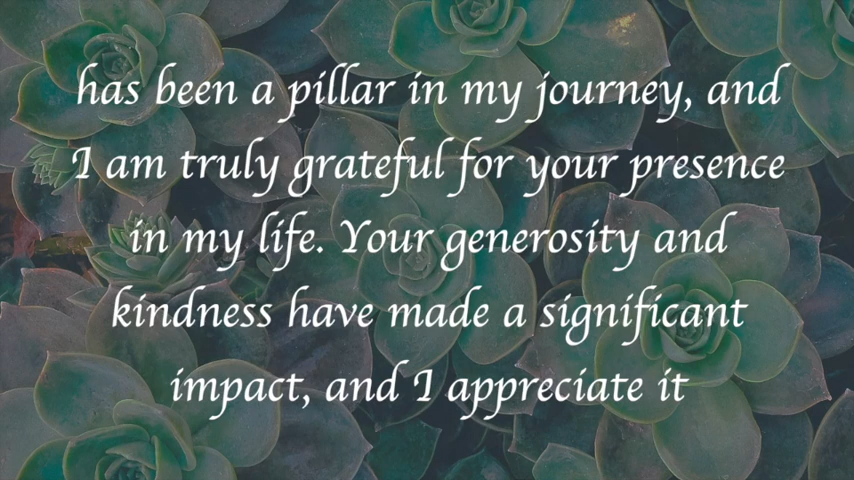 has been a pillar in my journey, and
I am truly grateful for your presence
in my life. Your generosity and
kindness have made a significant
impact, and I appreciate it